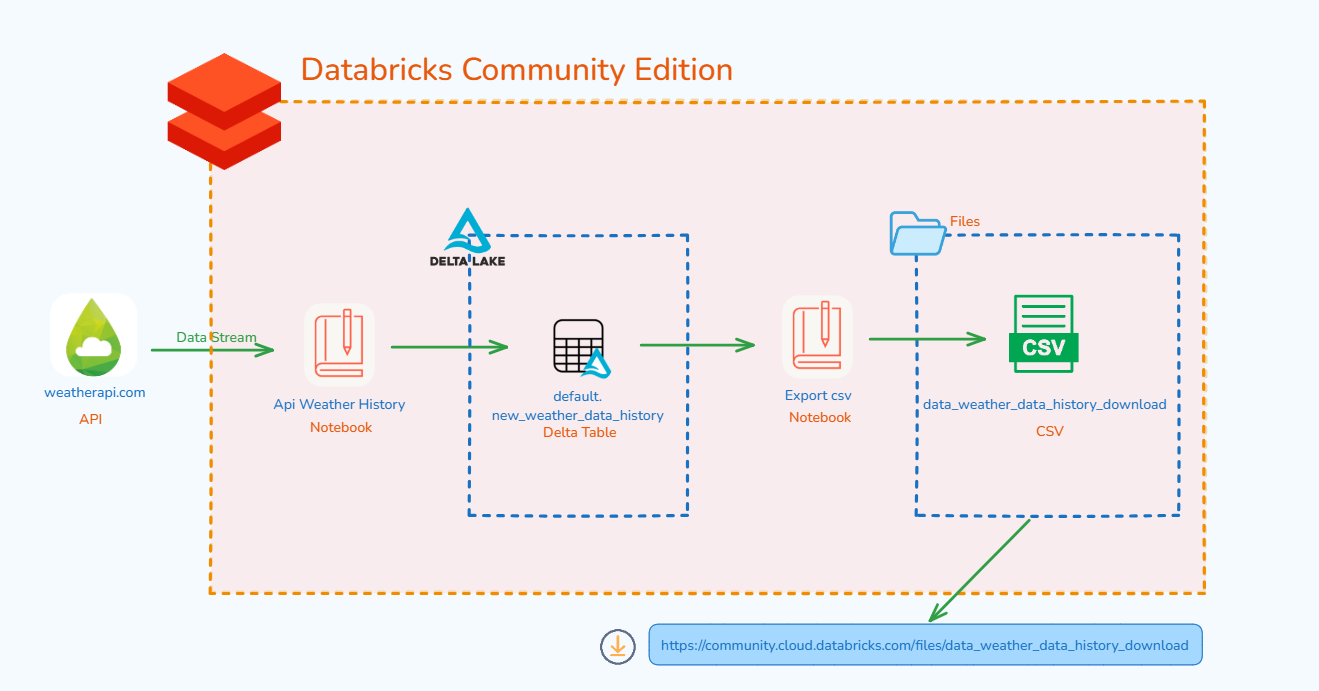 Databricks Community Edition
Files
DELTA LAKE
Data Stream
weatherapi.com
API
Api Weather History
Notebook
default.
new_weather_data_history
Delta Table
Export csv
Notebook
CSV
data_weather_data_history_download
CSV
https://community.cloud.databricks.com/files/data_weather_data_history_download